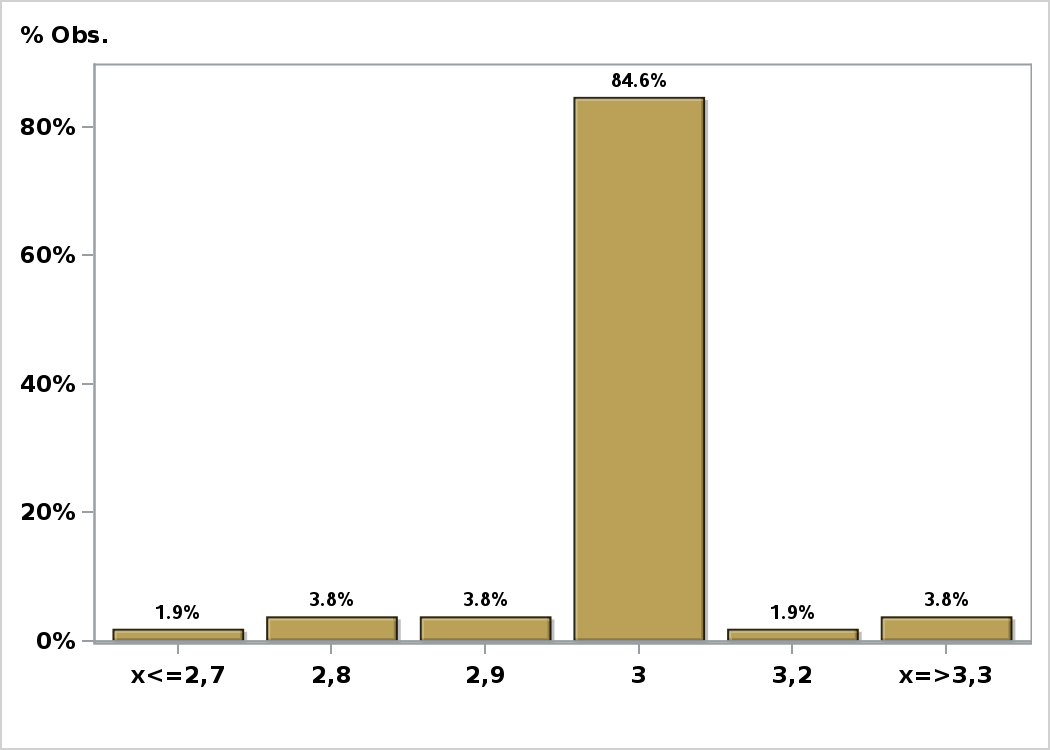 % Obs.
84.6%
80%
60%
40%
20%
3.8% 3.8% 3.8%
1.9% 1.9%
0%
x<=2,7 2,8 2,9 3 3,2 x=>3,3